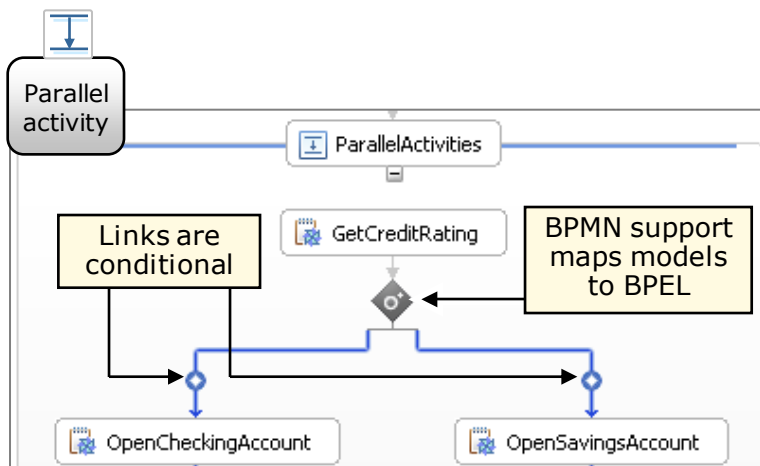 Parallel
activity
ParallelActivities
GetCreditRating
Links are
conditional
BPMN support
maps models
to BPEL
OpenCheckingAccount
OpenSavingsAccount